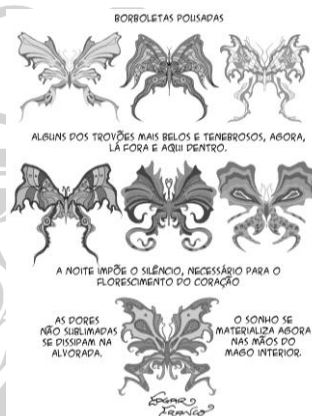 BORBOLETAS POUSADAS
ALGUNS DOS TROVÕES MAIS BELOS E TENEBROSOS, AGORA,
LÁ FORA E AQUI DENTRO.
A NOITE IMPÕE O SILÊNCIO, NECESSÁRIO PARA O
FLORESCIMENTO DO CORAÇÃO
AS DORES
NÃO SUBLIMADAS
SE DISSIPAM NA
ALVORADA.
O SONHO SE
MATERIALIZA AGORA
NAS MÃOS DO
MAGO INTERIOR.
EDGAR
FRANCO